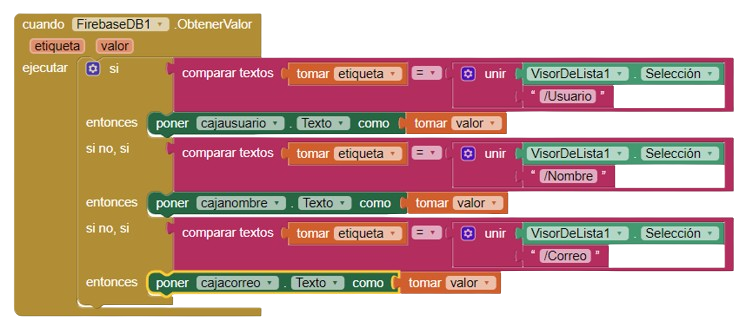 cuando FirebaseDB1 .ObtenerValor
etiqueta valor
ejecutar si comparar textos tomar etiqueta = unir VisorDeLista1 . Selección
" /Usuario "
entonces poner cajausuario . Texto como tomar valor
si no, si comparar textos tomar etiqueta = unir VisorDeLista1 . Selección
" /Nombre "
entonces poner cajanombre . Texto como tomar valor
si no, si comparar textos tomar etiqueta = unir VisorDeLista1 . Selección
" /Correo "
entonces poner cajacorreo . Texto como tomar valor